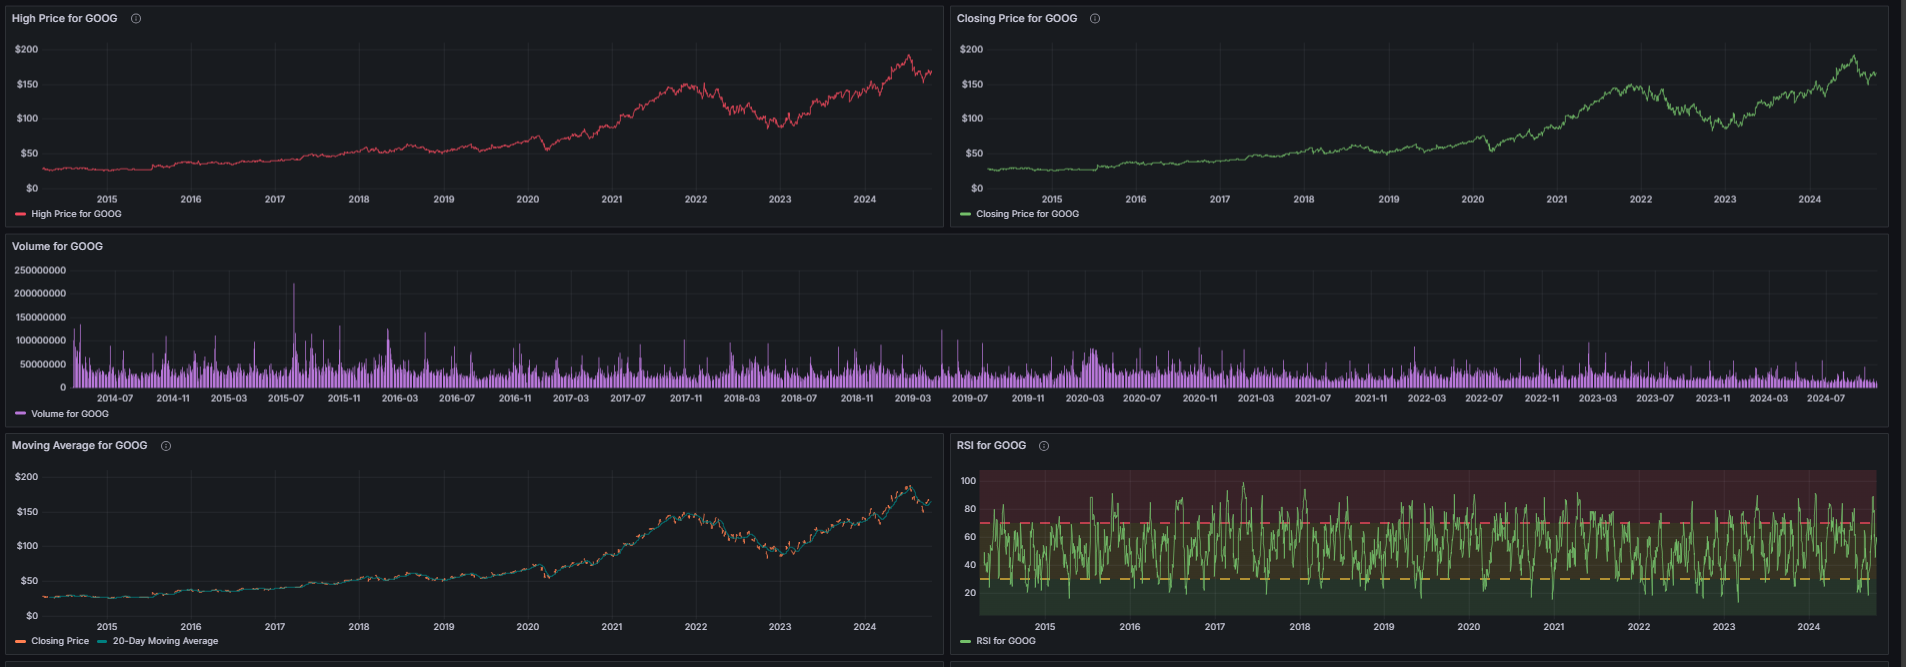 High Price for GOOG
$200
$150
$100
$50
$0
2015 2016 2017 2018 2019 2020 2021 2022 2023 2024
High Price for GOOG
Closing Price for GOOG
$200
$150
$100
$50
$0
2015 2016 2017 2018 2019 2020 2021 2022 2023 2024
Closing Price for GOOG
Volume for GOOG
250000000
200000000
150000000
100000000
50000000
0
2014-07 2014-11 2015-03 2015-07 2015-11 2016-03 2016-07 2016-11 2017-03 2017-07 2017-11 2018-03 2018-07 2018-11 2019-03 2019-07 2019-11 2020-03 2020-07 2020-11 2021-03 2021-07 2021-11 2022-03 2022-07 2022-11 2023-03 2023-07 2023-11 2024-03 2024-07
Volume for GOOG
Moving Average for GOOG
$200
$150
$100
$50
$0
2015 2016 2017 2018 2019 2020 2021 2022 2023 2024
Closing Price 20-Day Moving Average
RSI for GOOG
100
80
60
40
20
2015 2016 2017 2018 2019 2020 2021 2022 2023 2024
RSI for GOOG